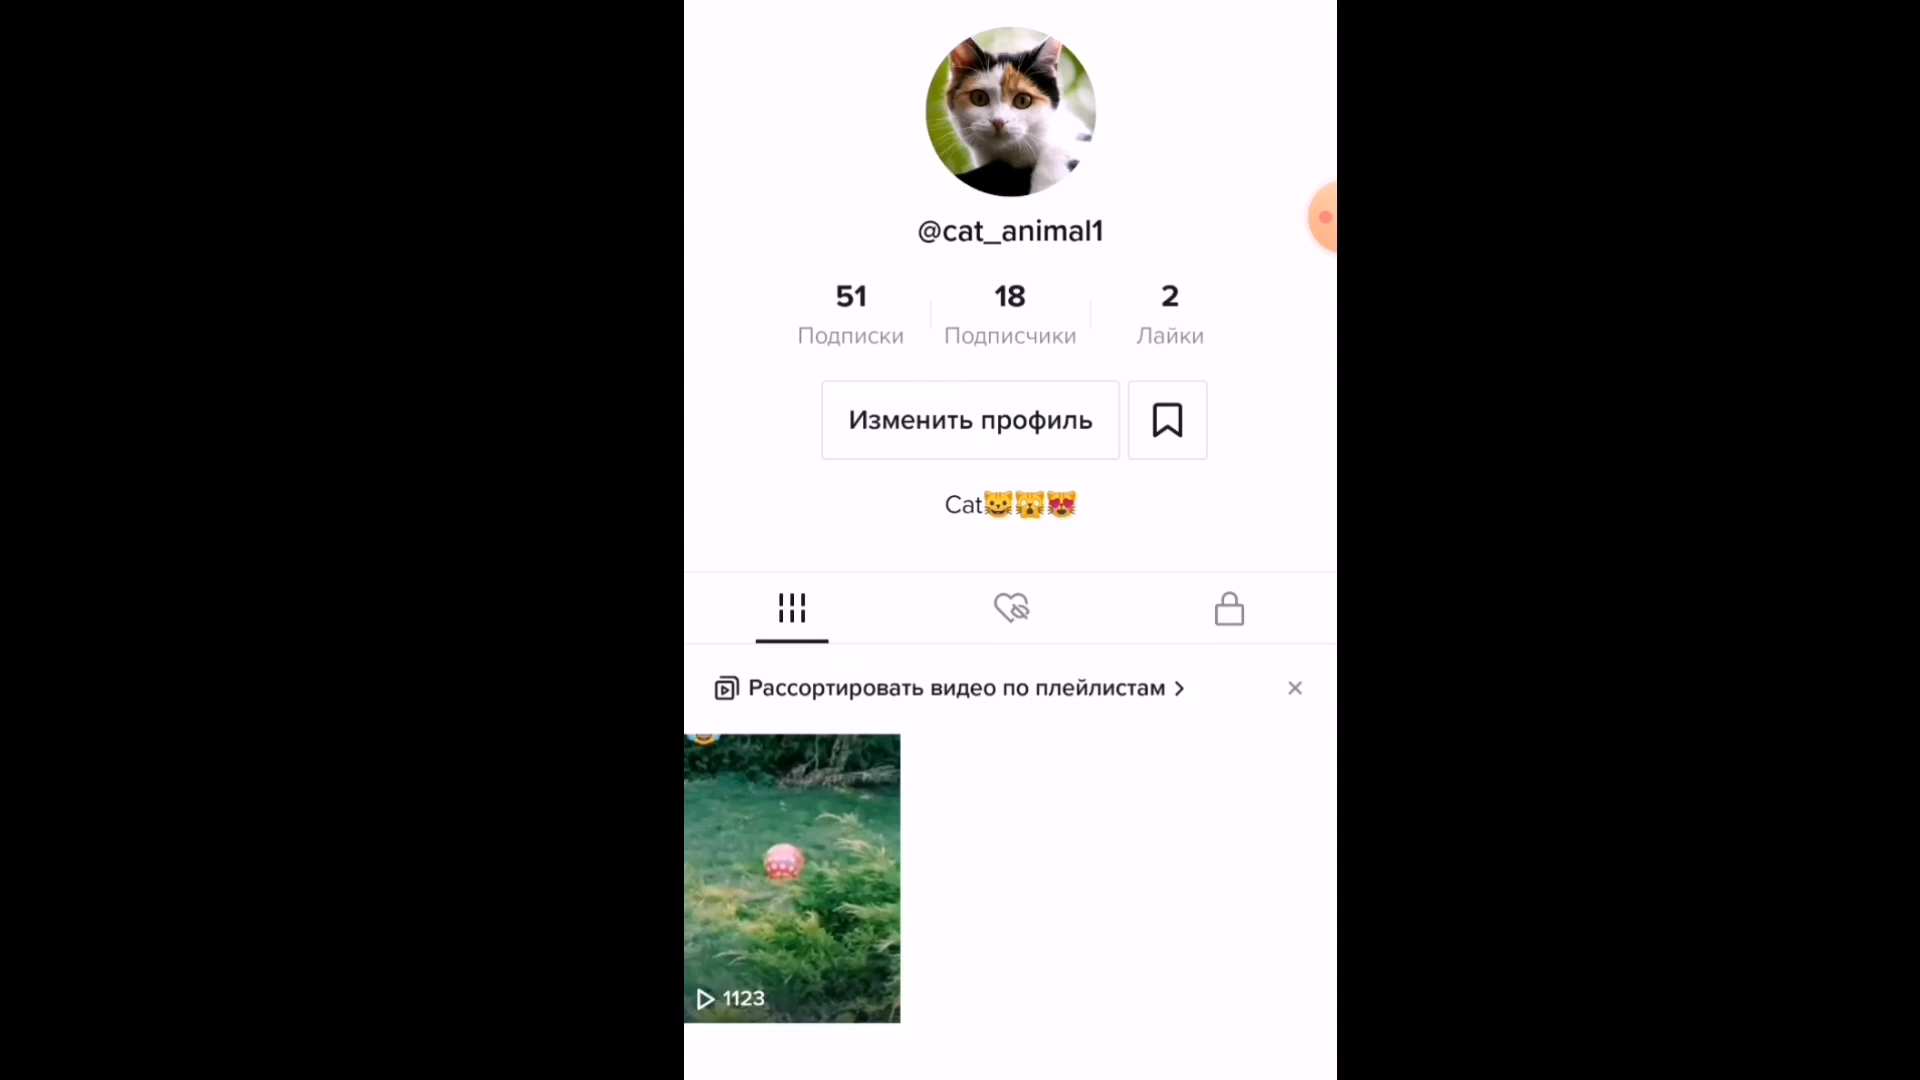 @cat_animal1
51 18 2
Подписки Подписчики Лайки
Изменить профиль
Cat😺🙀😻
Рассортировать видео по плейлистам >
1123